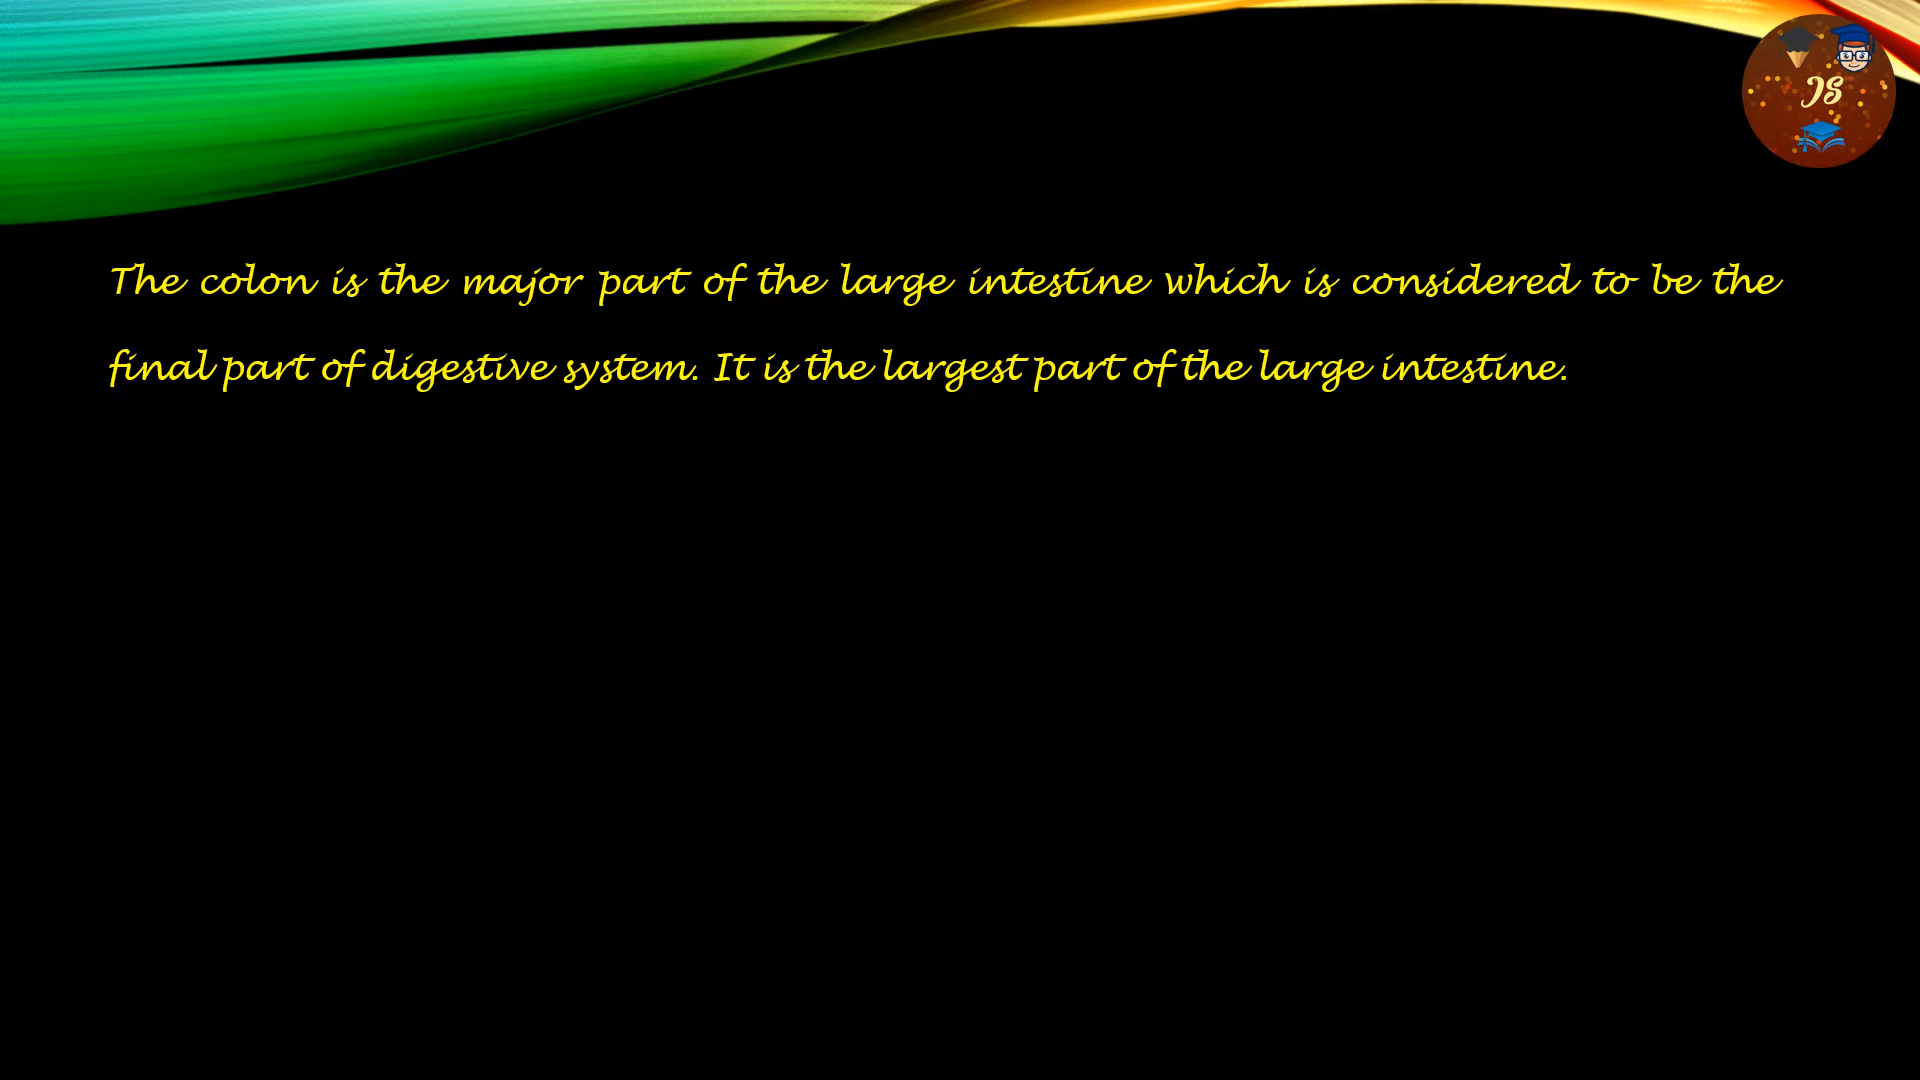 JS
The colon is the major part of the large intestine which is considered to be the
final part of digestive system. It is the largest part of the large intestine.